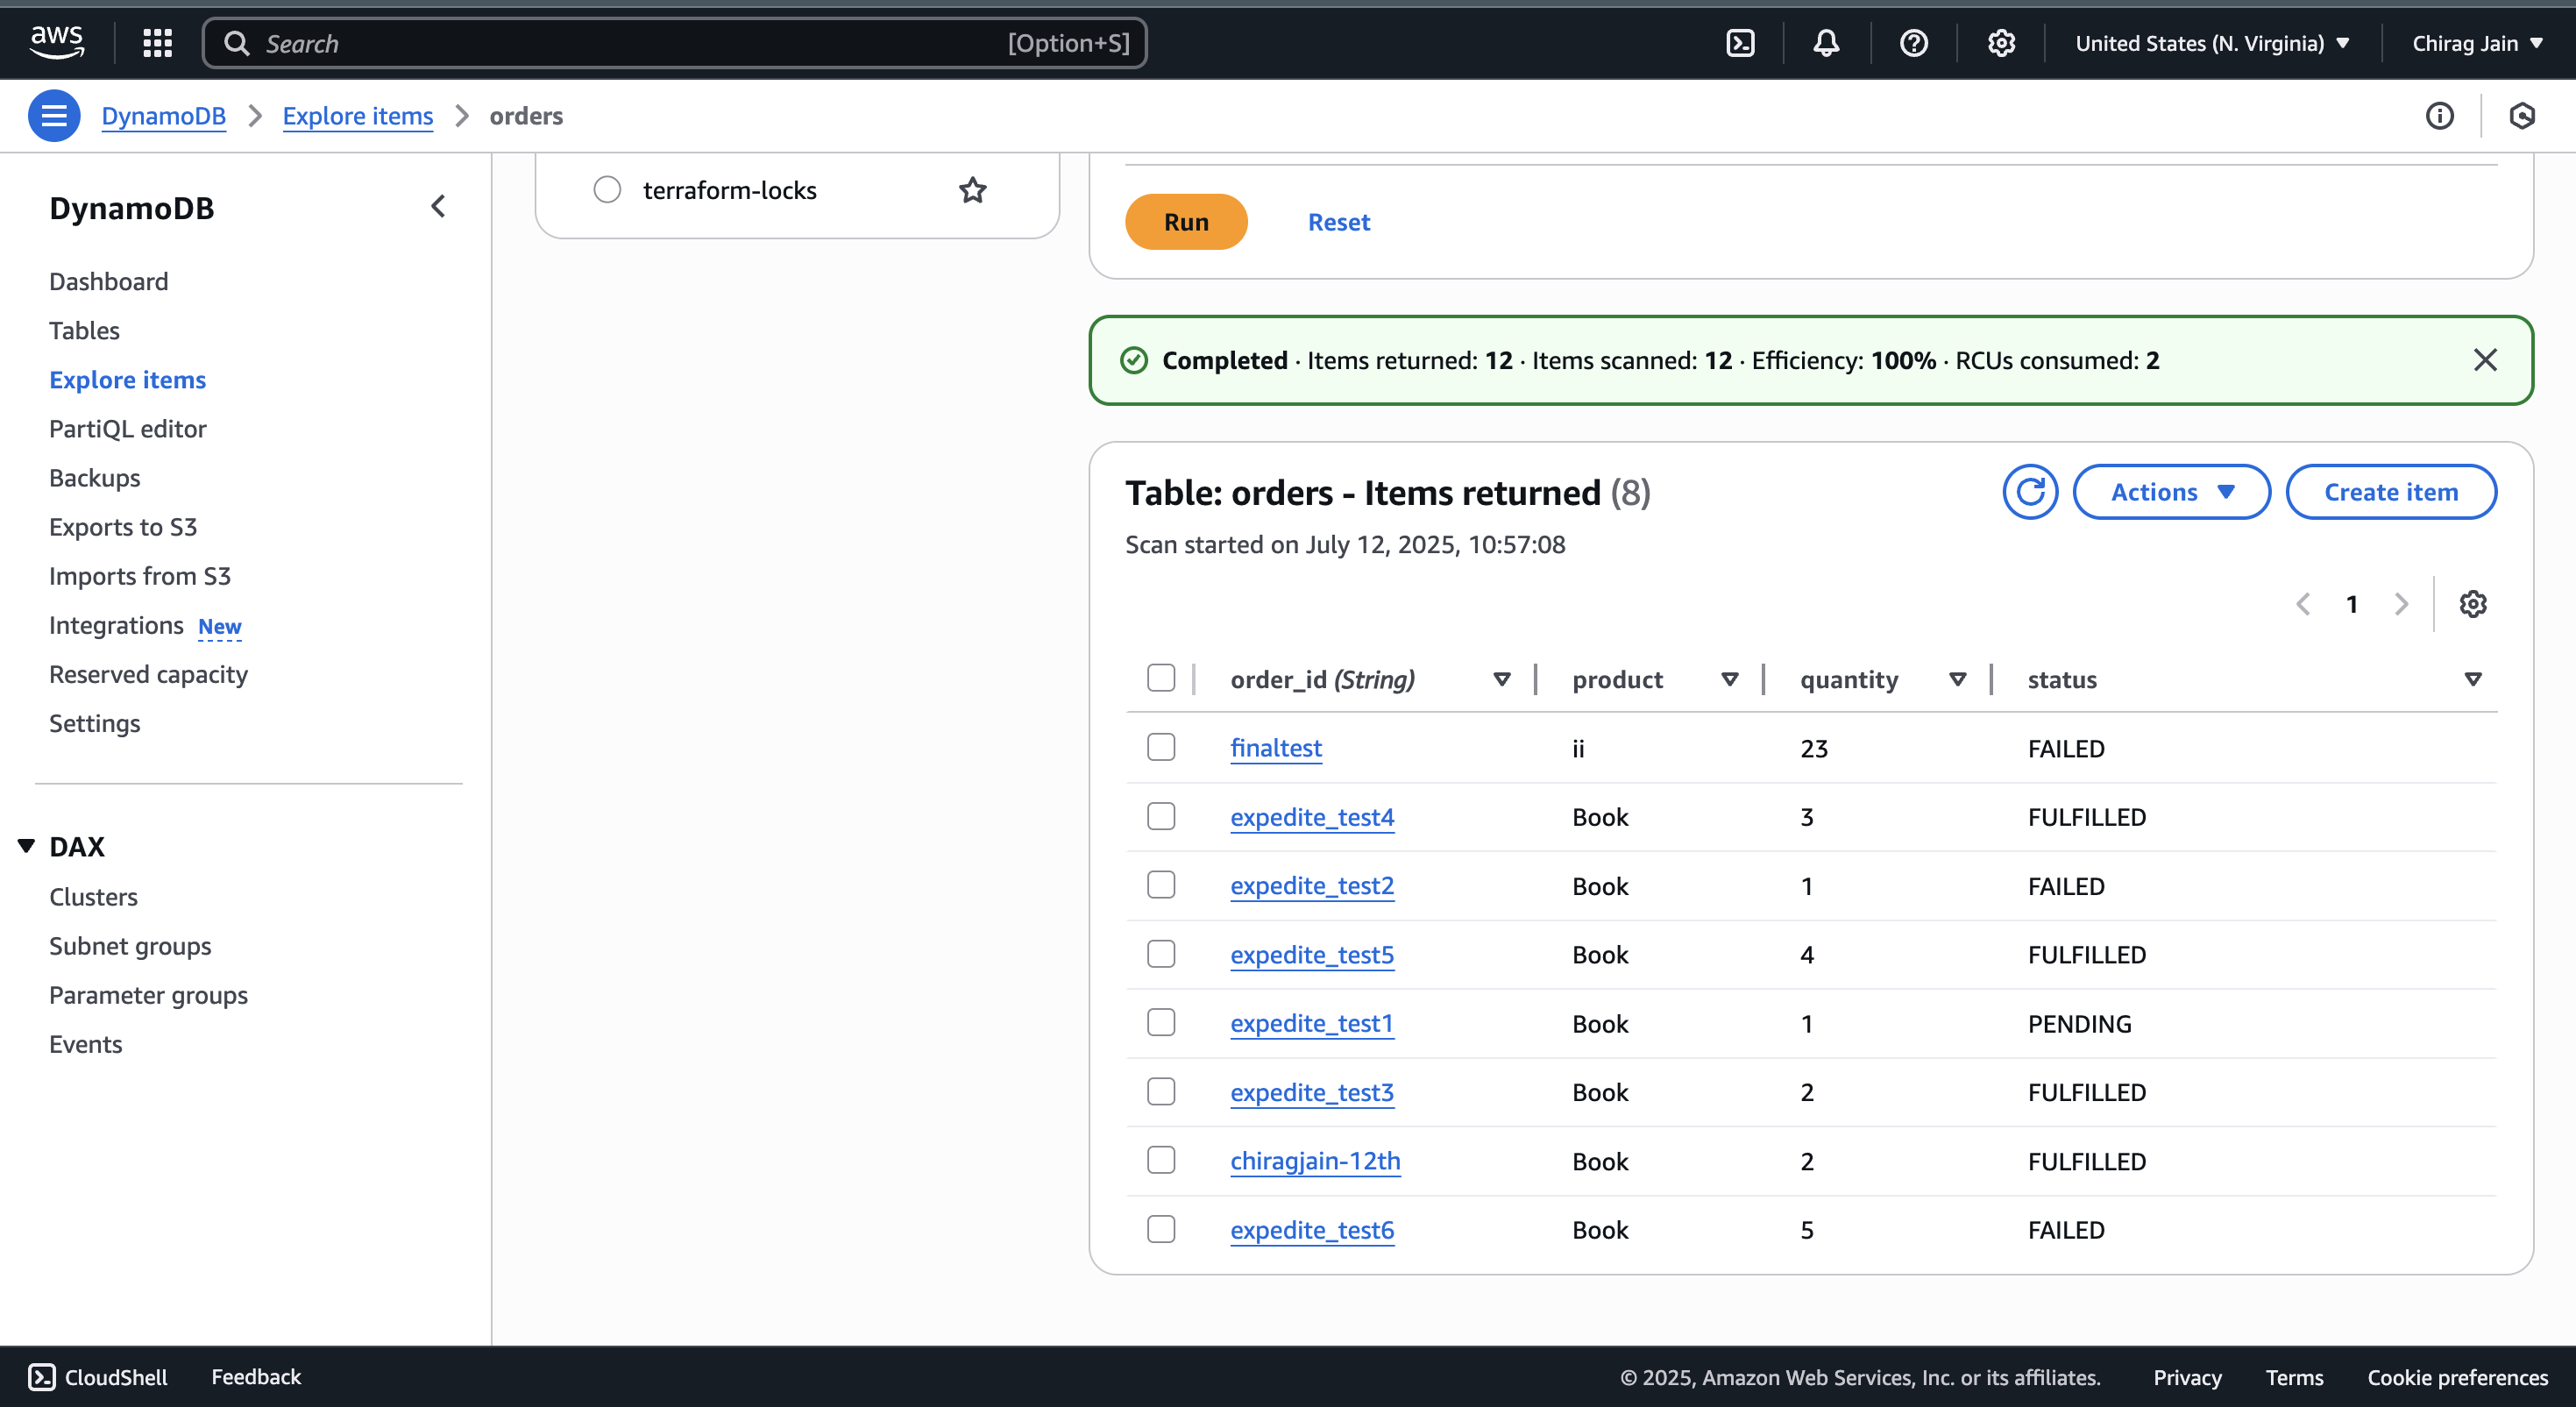 aws
Search [Option+S]
United States (N. Virginia)
Chirag Jain
DynamoDB
Explore items
orders
DynamoDB
Dashboard
Tables
Explore items
PartiQL editor
Backups
Exports to S3
Imports from S3
Integrations New
Reserved capacity
Settings
DAX
Clusters
Subnet groups
Parameter groups
Events
terraform-locks
Run Reset
Completed · Items returned: 12 · Items scanned: 12 · Efficiency: 100% · RCUs consumed: 2
Table: orders - Items returned (8)
Actions
Create item
Scan started on July 12, 2025, 10:57:08
1
order_id (String) product quantity status
finaltest ii 23 FAILED
expedite_test4 Book 3 FULFILLED
expedite_test2 Book 1 FAILED
expedite_test5 Book 4 FULFILLED
expedite_test1 Book 1 PENDING
expedite_test3 Book 2 FULFILLED
chiragjain-12th Book 2 FULFILLED
expedite_test6 Book 5 FAILED
CloudShell Feedback © 2025, Amazon Web Services, Inc. or its affiliates. Privacy Terms Cookie preferences